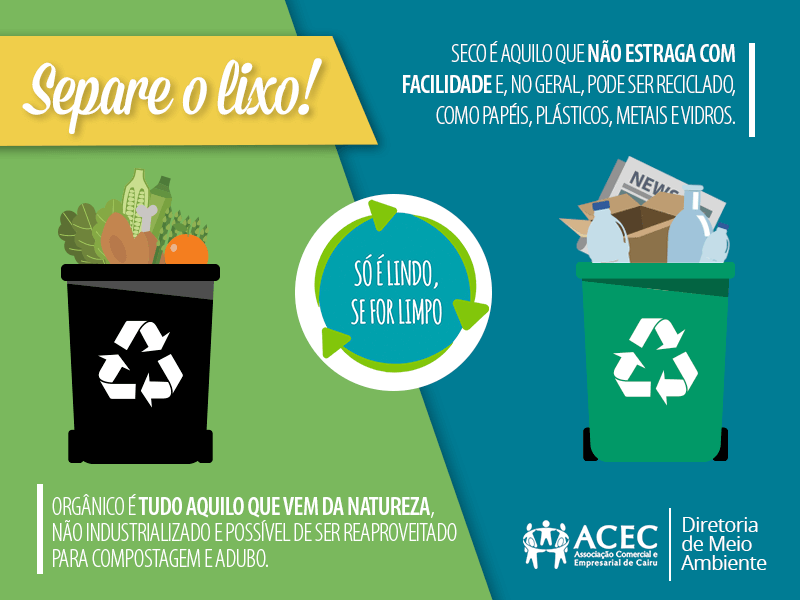 Separe o lixo!
SECO É AQUILO QUE NÃO ESTRAGA COM
FACILIDADE E, NO GERAL, PODE SER RECICLADO,
COMO PAPÉIS, PLÁSTICOS, METAIS E VIDROS.
NEWS
SÓ É LINDO,
SE FOR LIMPO
ORGÂNICO É TUDO AQUILO QUE VEM DA NATUREZA,
NÃO INDUSTRIALIZADO E POSSÍVEL DE SER REAPROVEITADO
PARA COMPOSTAGEM E ADUBO.
ACEC
Associação Comercial e
Empresarial de Cairu
Diretoria
de Meio
Ambiente